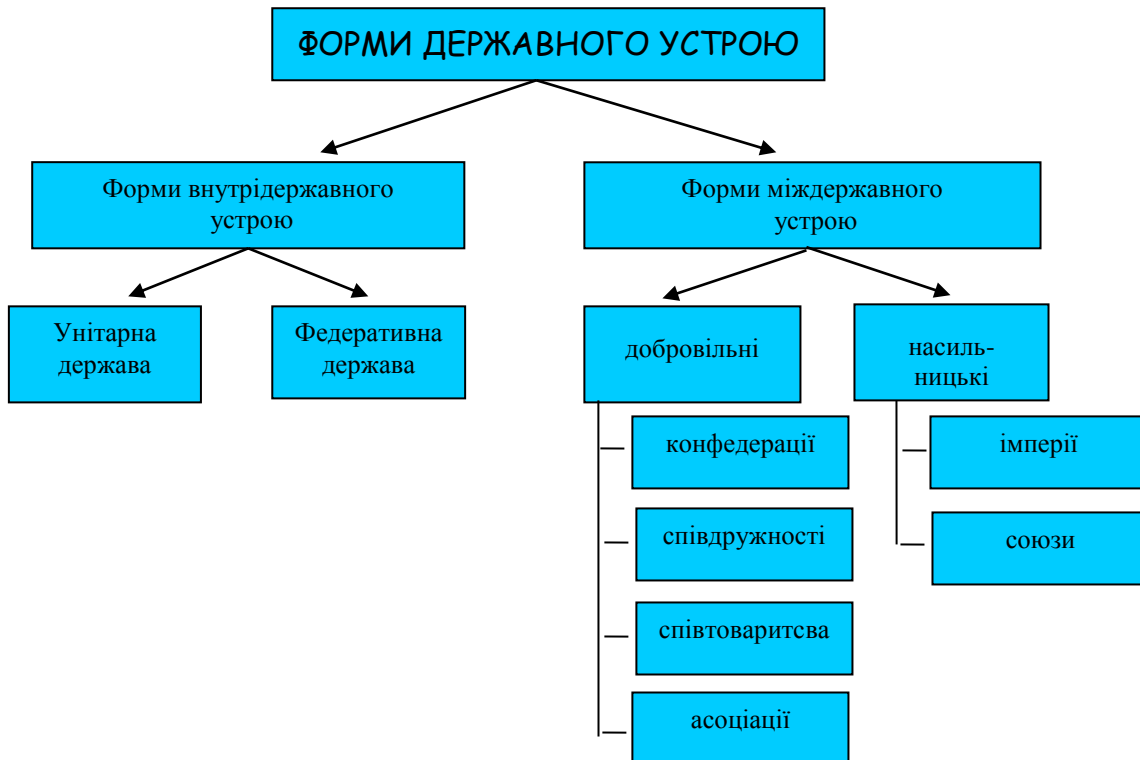 ФОРМИ ДЕРЖАВНОГО УСТРОЮ
Форми внутрідержавного
устрою
Форми міждержавного
устрою
Унітарна
держава
Федеративна
держава
добровільні
насиль-
ницькі
конфедерації
імперії
співдружності
союзи
співтоваритсва
асоціації